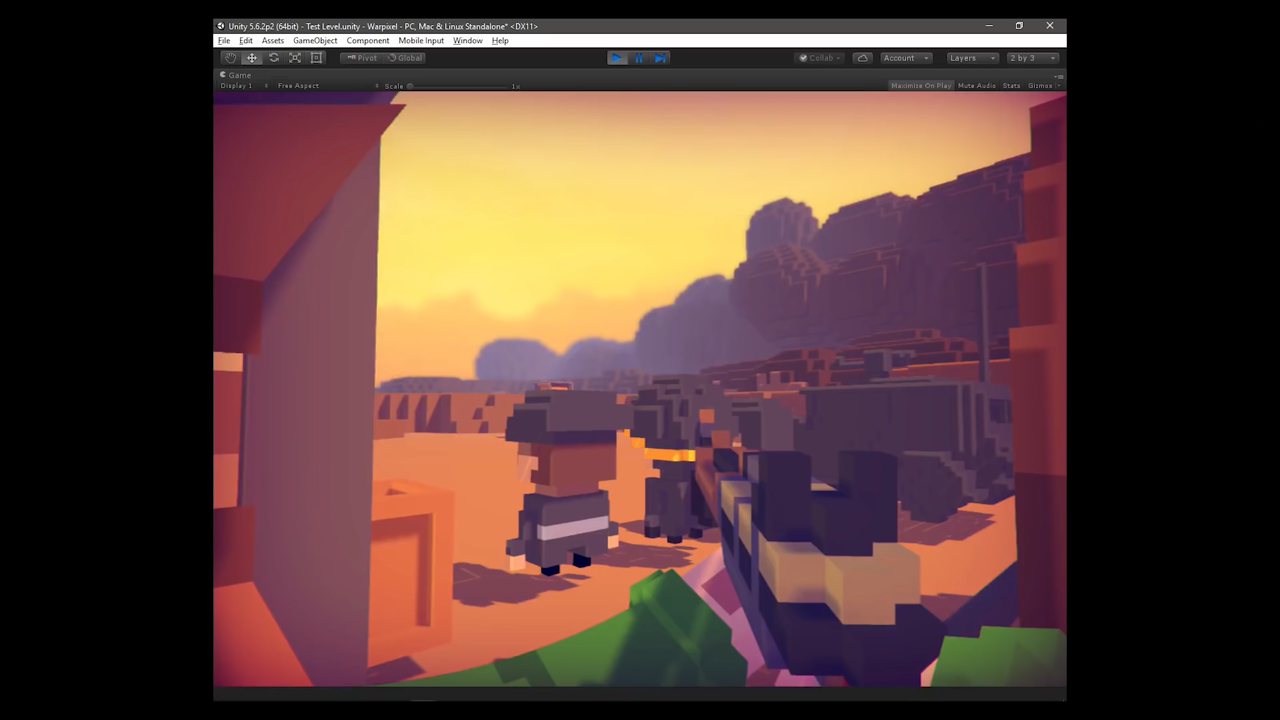 Unity 5.6.2p2 (64bit) - Test Level.unity - Warpixel - PC, Mac & Linux Standalone* <DX11>
File Edit Assets GameObject Component Mobile Input Window Help
Pivot Global Collab Account Layers 2 by 3
Game
Display 1 Free Aspect Scale 1x Maximize On Play Mute Audio Stats Gizmos